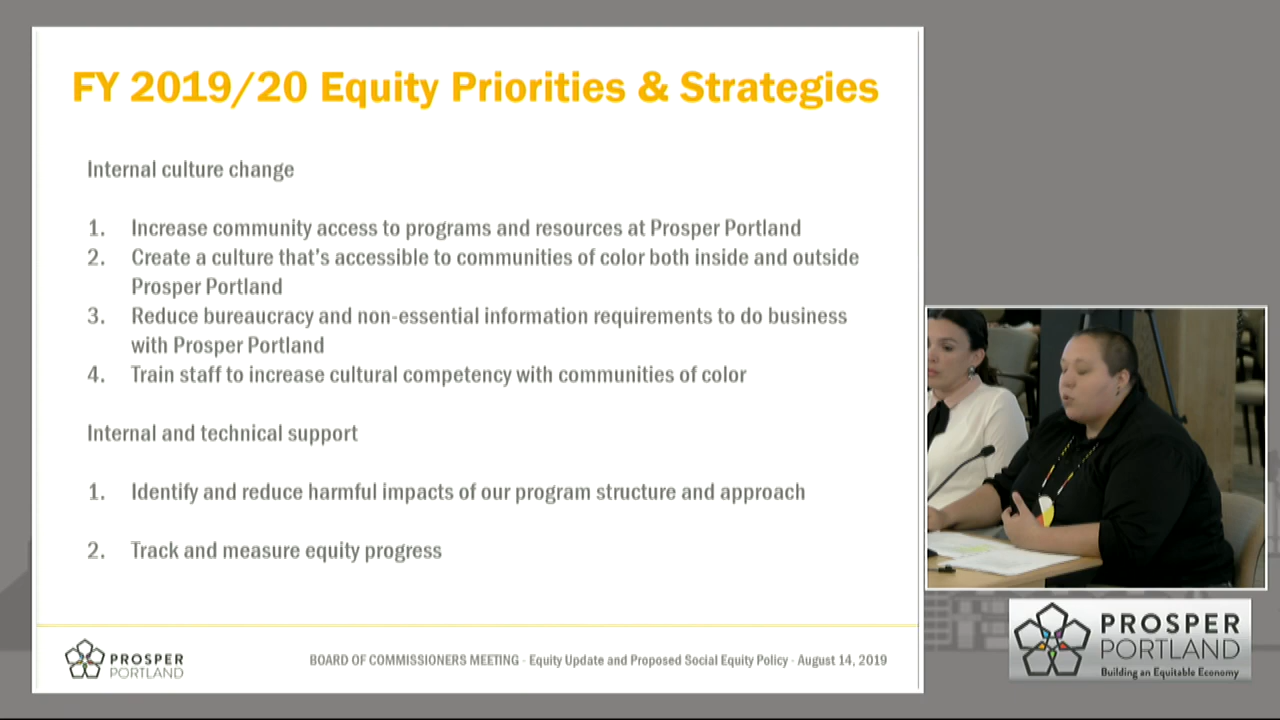 FY 2019/20 Equity Priorities & Strategies
Internal culture change
1. Increase community access to programs and resources at Prosper Portland
2. Create a culture that's accessible to communities of color both inside and outside
Prosper Portland
3. Reduce bureaucracy and non-essential information requirements to do business
with Prosper Portland
4. Train staff to increase cultural competency with communities of color
Internal and technical support
1. Identify and reduce harmful impacts of our program structure and approach
2. Track and measure equity progress
PROSPER
PORTLAND
BOARD OF COMMISSIONERS MEETING - Equity Update and Proposed Social Equity Policy - August 14, 2019
PROSPER
PORTLAND
Building an Equitable Economy